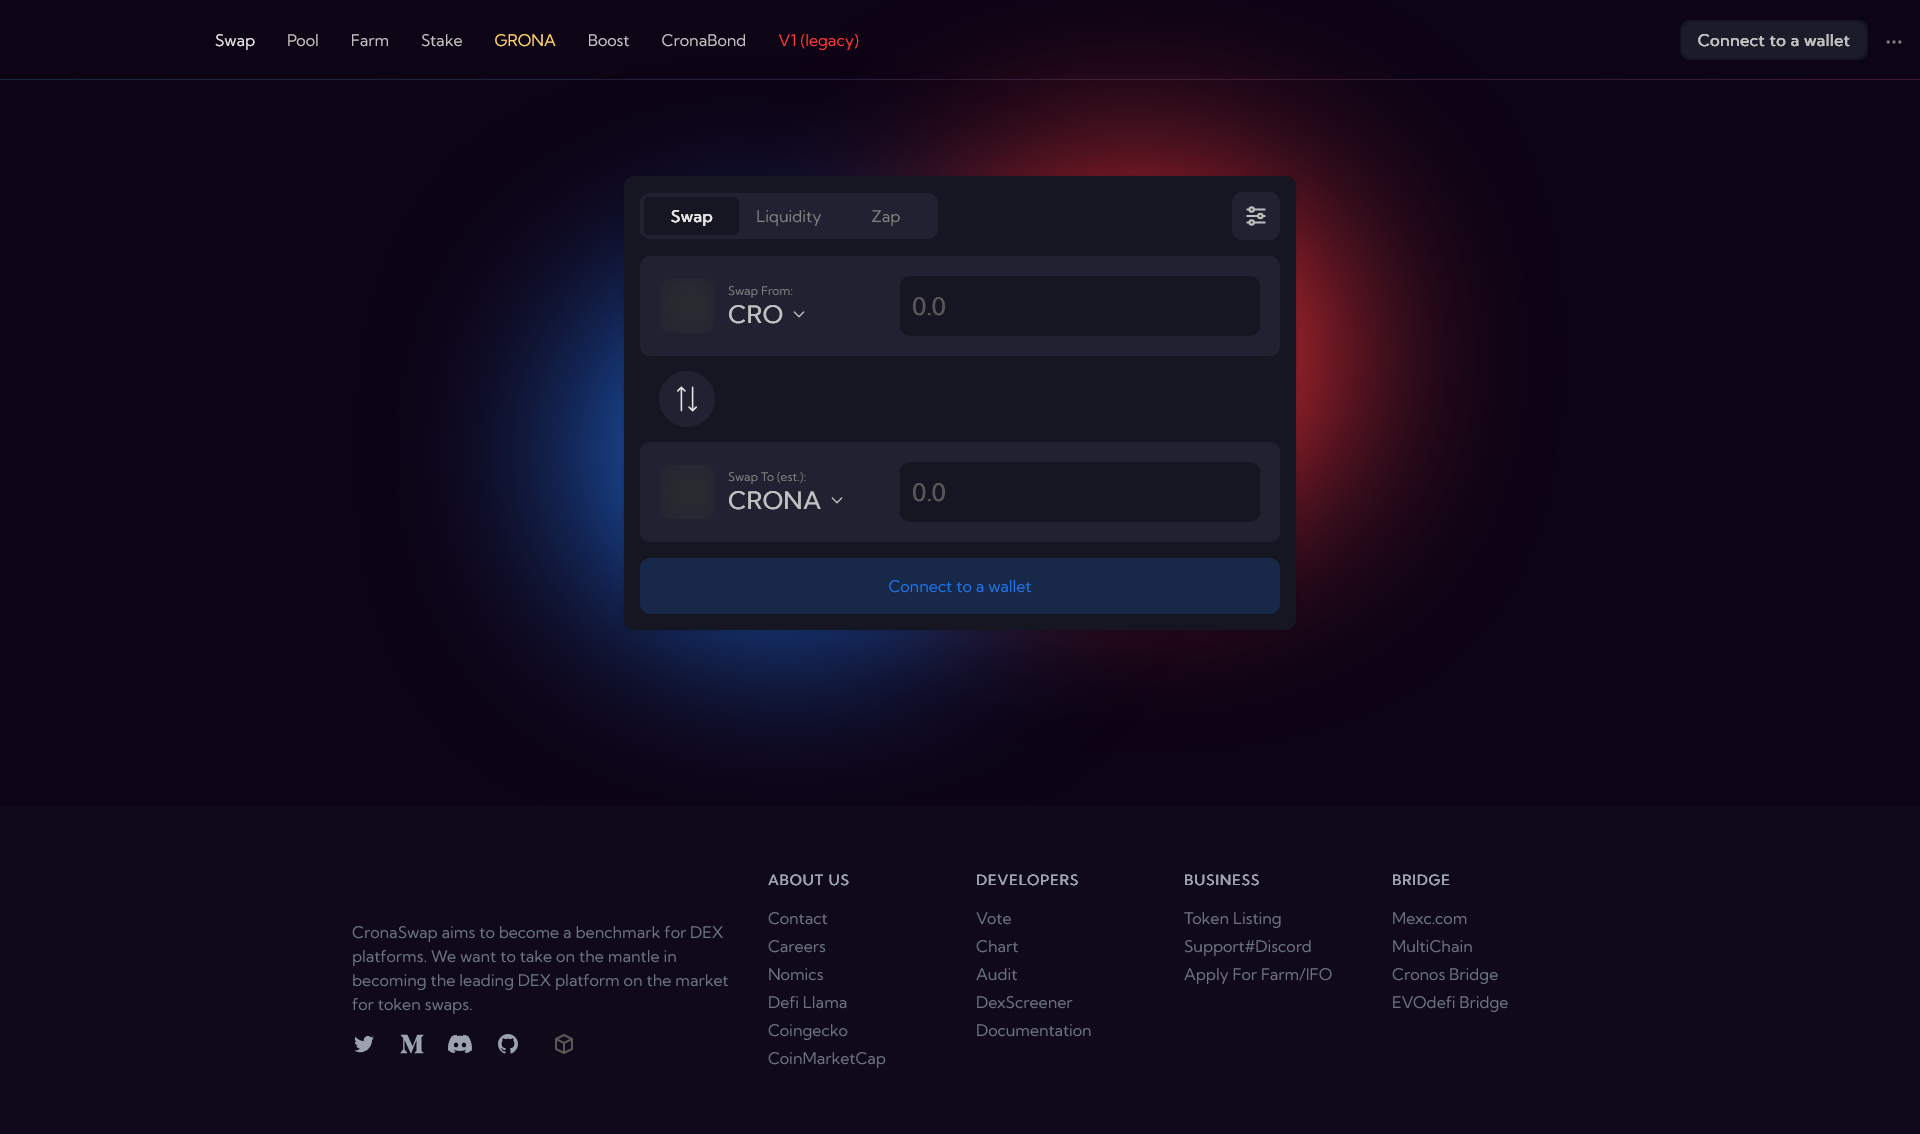 Swap
Pool
Farm
Stake
GRONA
Boost
CronaBond
V1 (legacy)
Connect to a wallet
Swap
Liquidity
Zap
Swap From:
CRO
0.0
Swap To (est.):
CRONA
0.0
Connect to a wallet
CronaSwap aims to become a benchmark for DEX
platforms. We want to take on the mantle in
becoming the leading DEX platform on the market
for token swaps.
ABOUT US
Contact
Careers
Nomics
Defi Llama
Coingecko
CoinMarketCap
DEVELOPERS
Vote
Chart
Audit
DexScreener
Documentation
BUSINESS
Token Listing
Support#Discord
Apply For Farm/IFO
BRIDGE
Mexc.com
MultiChain
Cronos Bridge
EVOdefi Bridge